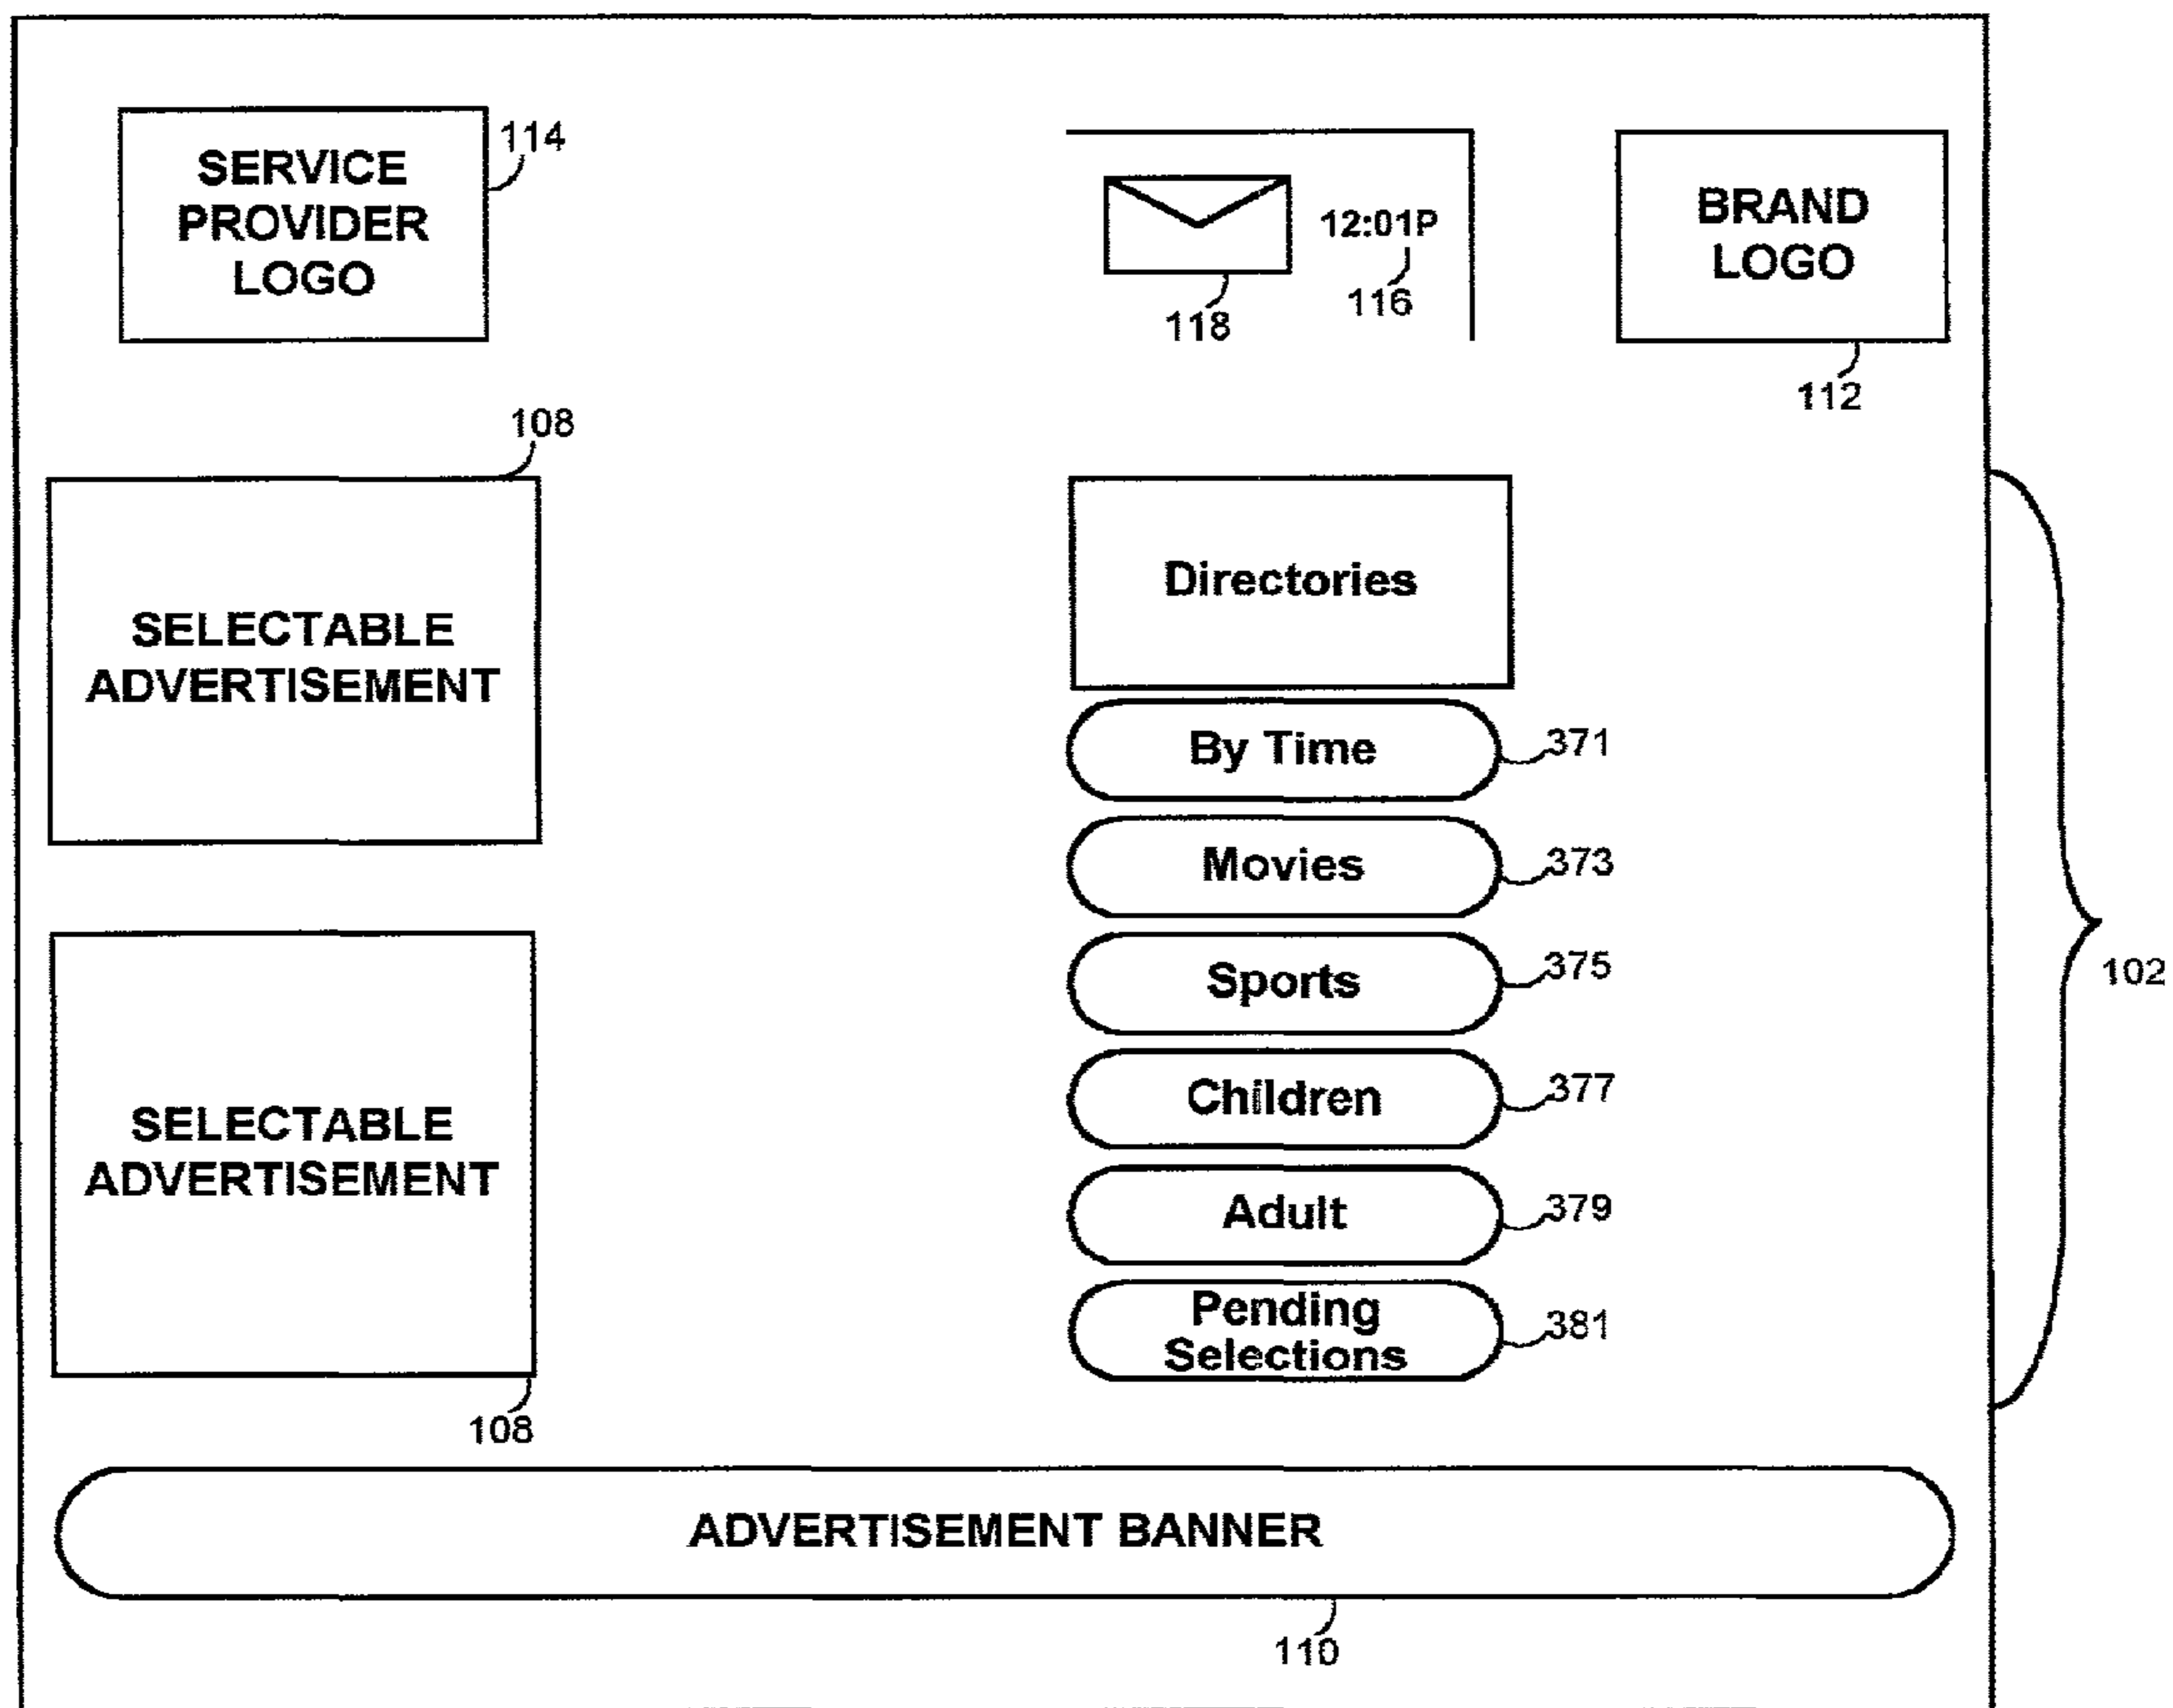 SERVICE
PROVIDER
LOGO
114
12:01P
116
118
BRAND
LOGO
112
108
SELECTABLE
ADVERTISEMENT
Directories
By Time
371
Movies
373
Sports
375
Children
377
Adult
379
Pending
Selections
381
102
SELECTABLE
ADVERTISEMENT
108
ADVERTISEMENT BANNER
110